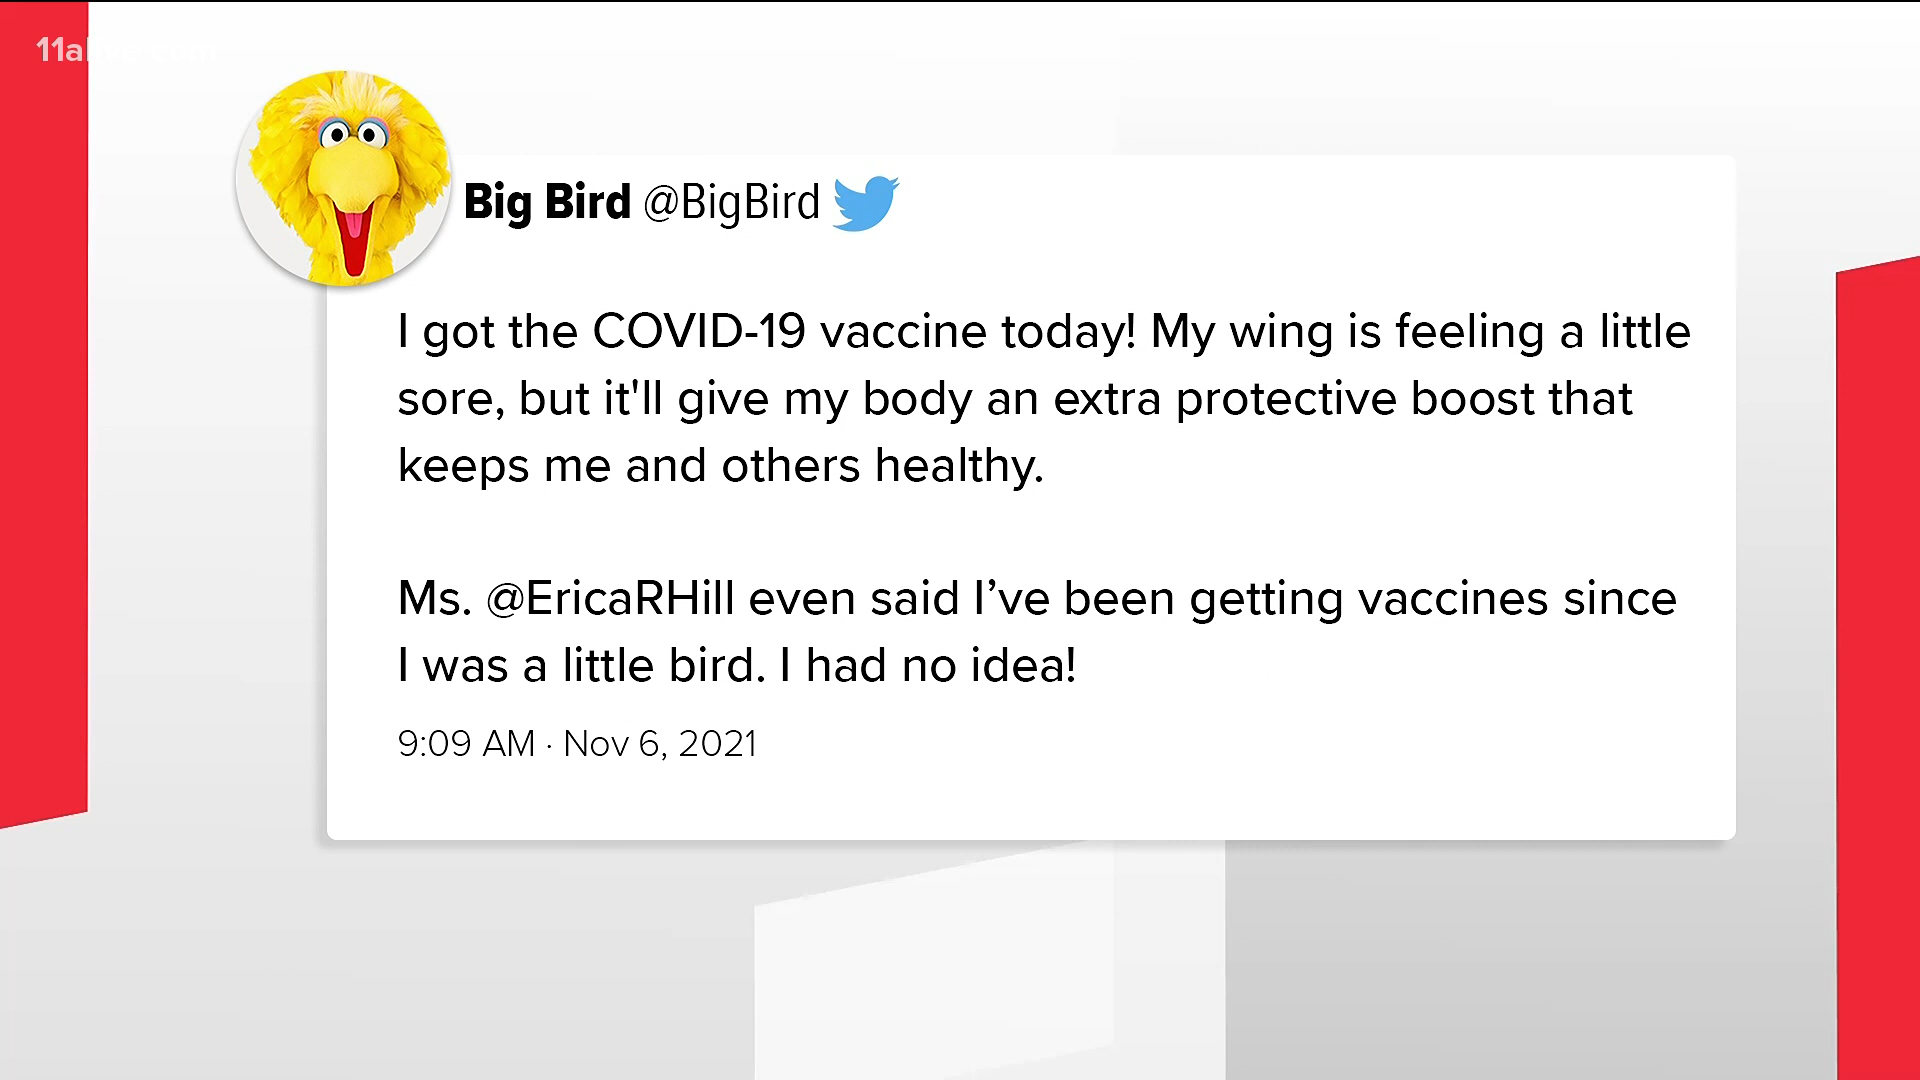 11alive.com
Big Bird @BigBird
I got the COVID-19 vaccine today! My wing is feeling a little
sore, but it'll give my body an extra protective boost that
keeps me and others healthy.
Ms. @EricaRHill even said I’ve been getting vaccines since
I was a little bird. I had no idea!
9:09 AM · Nov 6, 2021